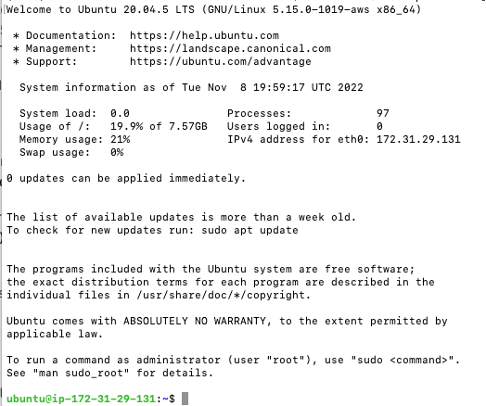 Welcome to Ubuntu 20.04.5 LTS (GNU/Linux 5.15.0-1019-aws x86_64)
* Documentation: https://help.ubuntu.com
* Management: https://landscape.canonical.com
* Support: https://ubuntu.com/advantage
System information as of Tue Nov 8 19:59:17 UTC 2022
System load: 0.0 Processes: 97
Usage of /: 19.9% of 7.57GB Users logged in: 0
Memory usage: 21% IPv4 address for eth0: 172.31.29.131
Swap usage: 0%
0 updates can be applied immediately.
The list of available updates is more than a week old.
To check for new updates run: sudo apt update
The programs included with the Ubuntu system are free software;
the exact distribution terms for each program are described in the
individual files in /usr/share/doc/*/copyright.
Ubuntu comes with ABSOLUTELY NO WARRANTY, to the extent permitted by
applicable law.
To run a command as administrator (user "root"), use "sudo <command>".
See "man sudo_root" for details.
ubuntu@ip-172-31-29-131:~$